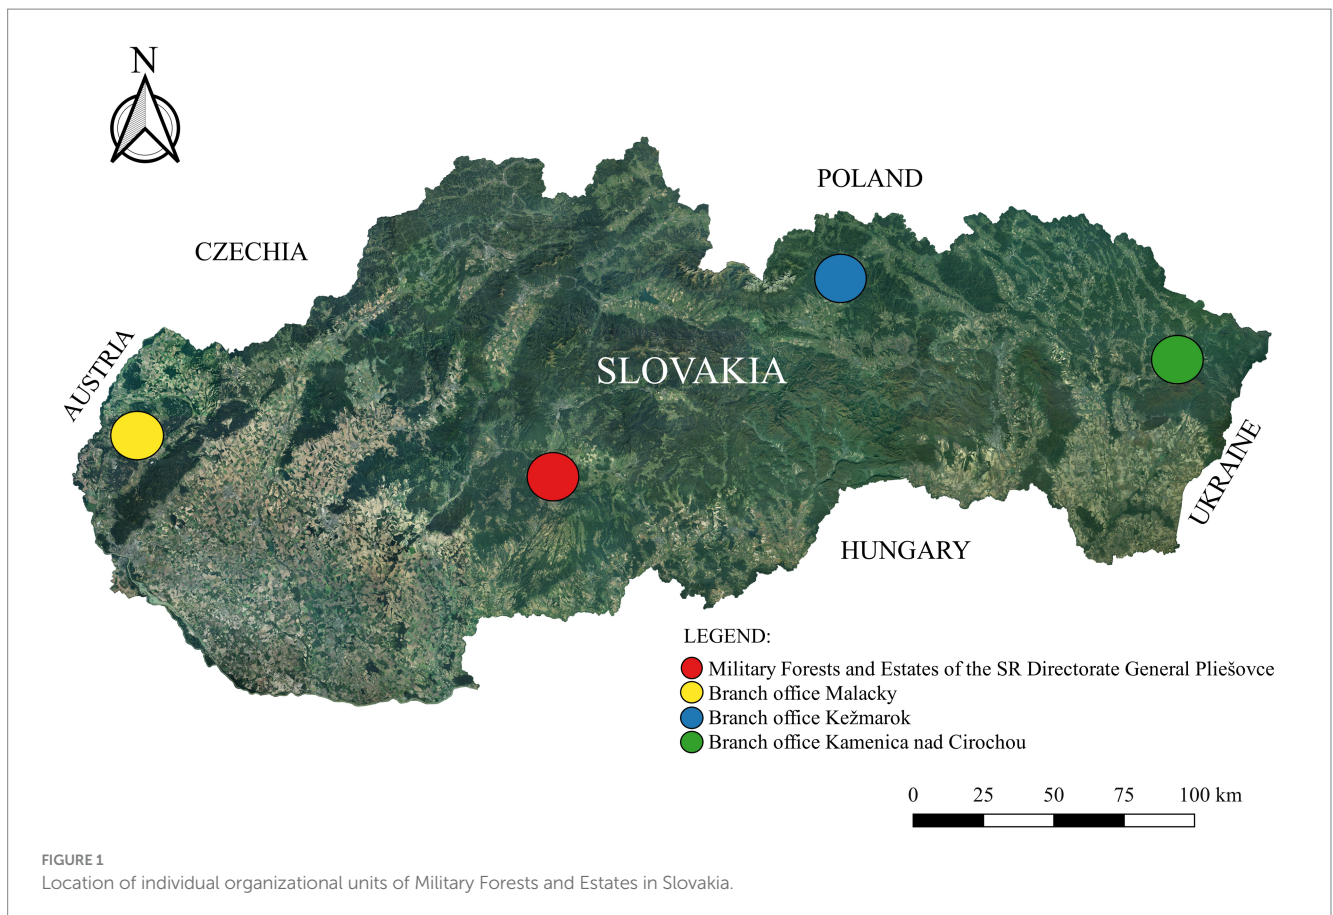 N
POLAND
CZECHIA
AUSTRIA
SLOVAKIA
UKRAINE
HUNGARY
LEGEND:
Military Forests and Estates of the SR Directorate General Pliešovce
Branch office Malacky
Branch office Kežmarok
Branch office Kamenica nad Cirochou
0 25 50 75 100 km
FIGURE 1
Location of individual organizational units of Military Forests and Estates in Slovakia.